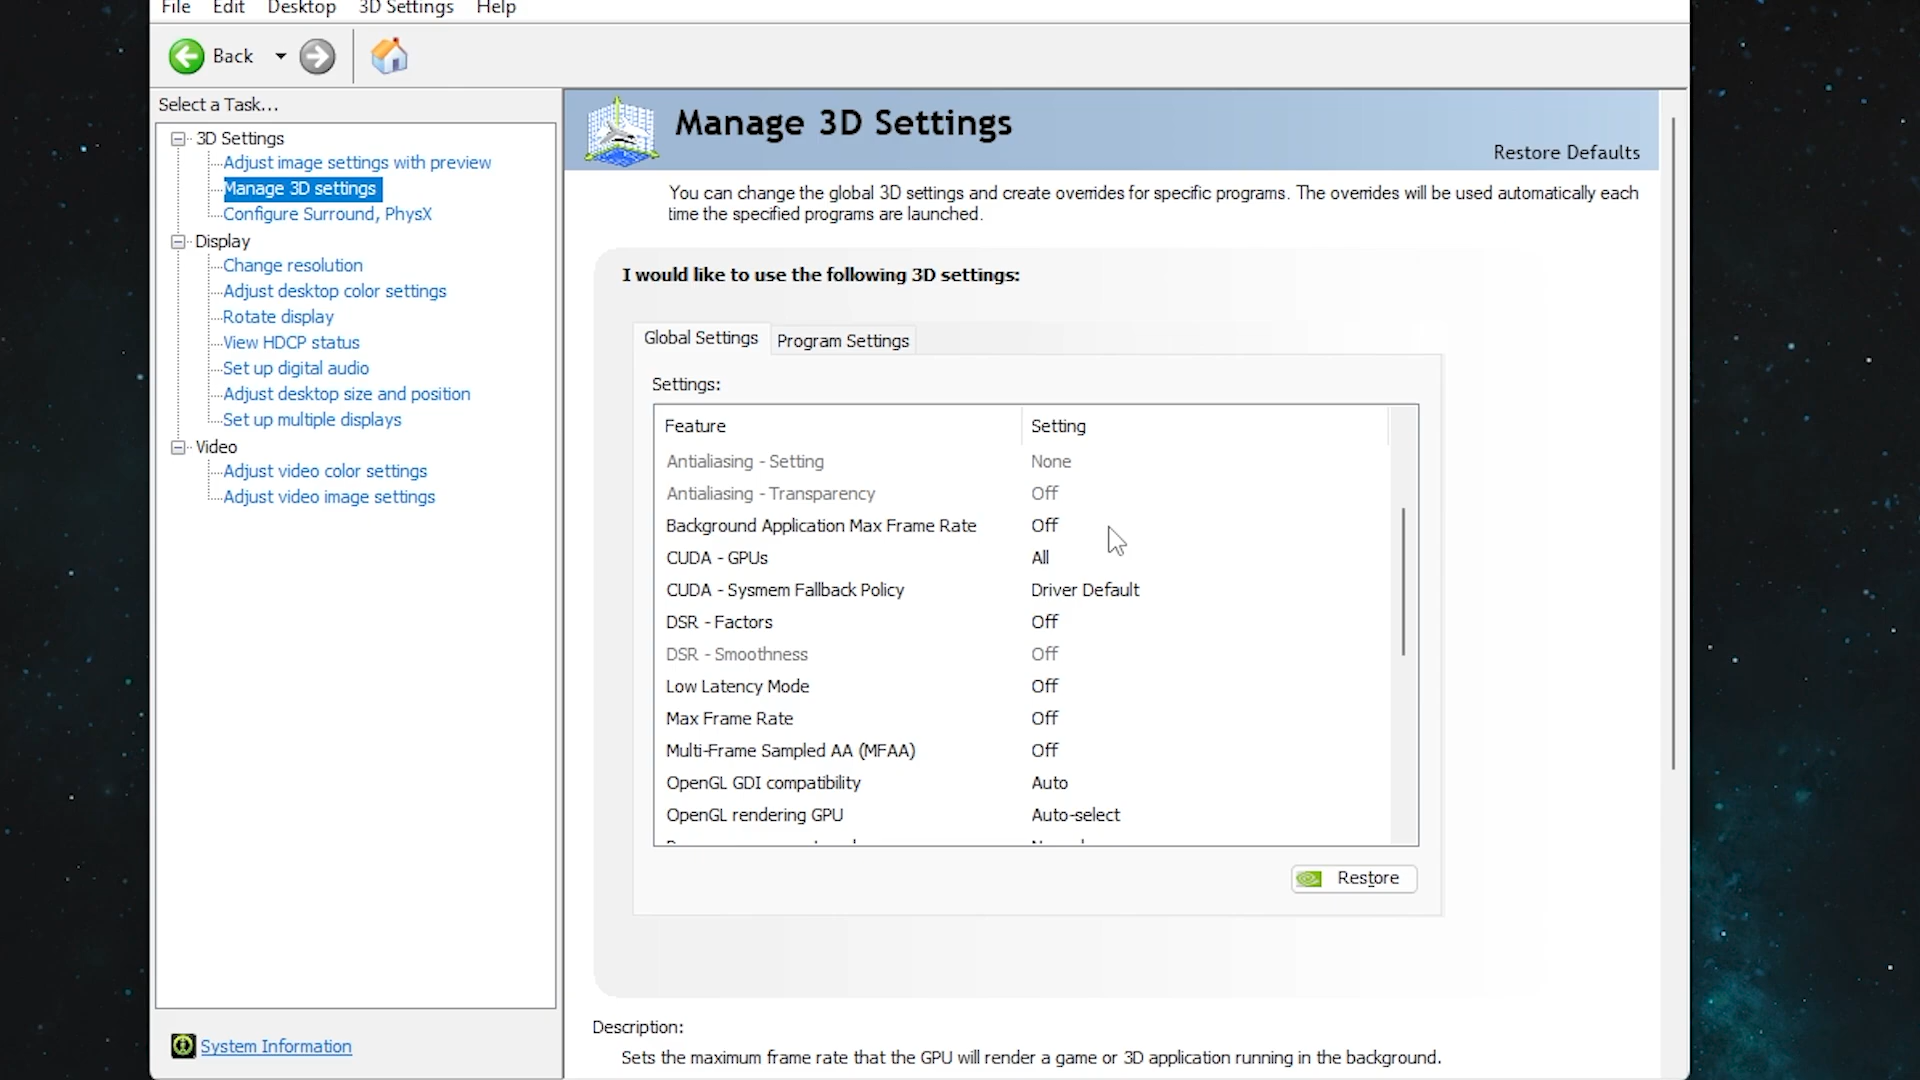 File Edit Desktop 3D Settings Help
Back
Select a Task...
3D Settings
Adjust image settings with preview
Manage 3D settings
Configure Surround, PhysX
Display
Change resolution
Adjust desktop color settings
Rotate display
View HDCP status
Set up digital audio
Adjust desktop size and position
Set up multiple displays
Video
Adjust video color settings
Adjust video image settings
System Information
Manage 3D Settings
Restore Defaults
You can change the global 3D settings and create overrides for specific programs. The overrides will be used automatically each
time the specified programs are launched.
I would like to use the following 3D settings:
Global Settings Program Settings
Settings:
Feature Setting
Antialiasing - Setting None
Antialiasing - Transparency Off
Background Application Max Frame Rate Off
CUDA - GPUs All
CUDA - Sysmem Fallback Policy Driver Default
DSR - Factors Off
DSR - Smoothness Off
Low Latency Mode Off
Max Frame Rate Off
Multi-Frame Sampled AA (MFAA) Off
OpenGL GDI compatibility Auto
OpenGL rendering GPU Auto-select
Restore
Description:
Sets the maximum frame rate that the GPU will render a game or 3D application running in the background.